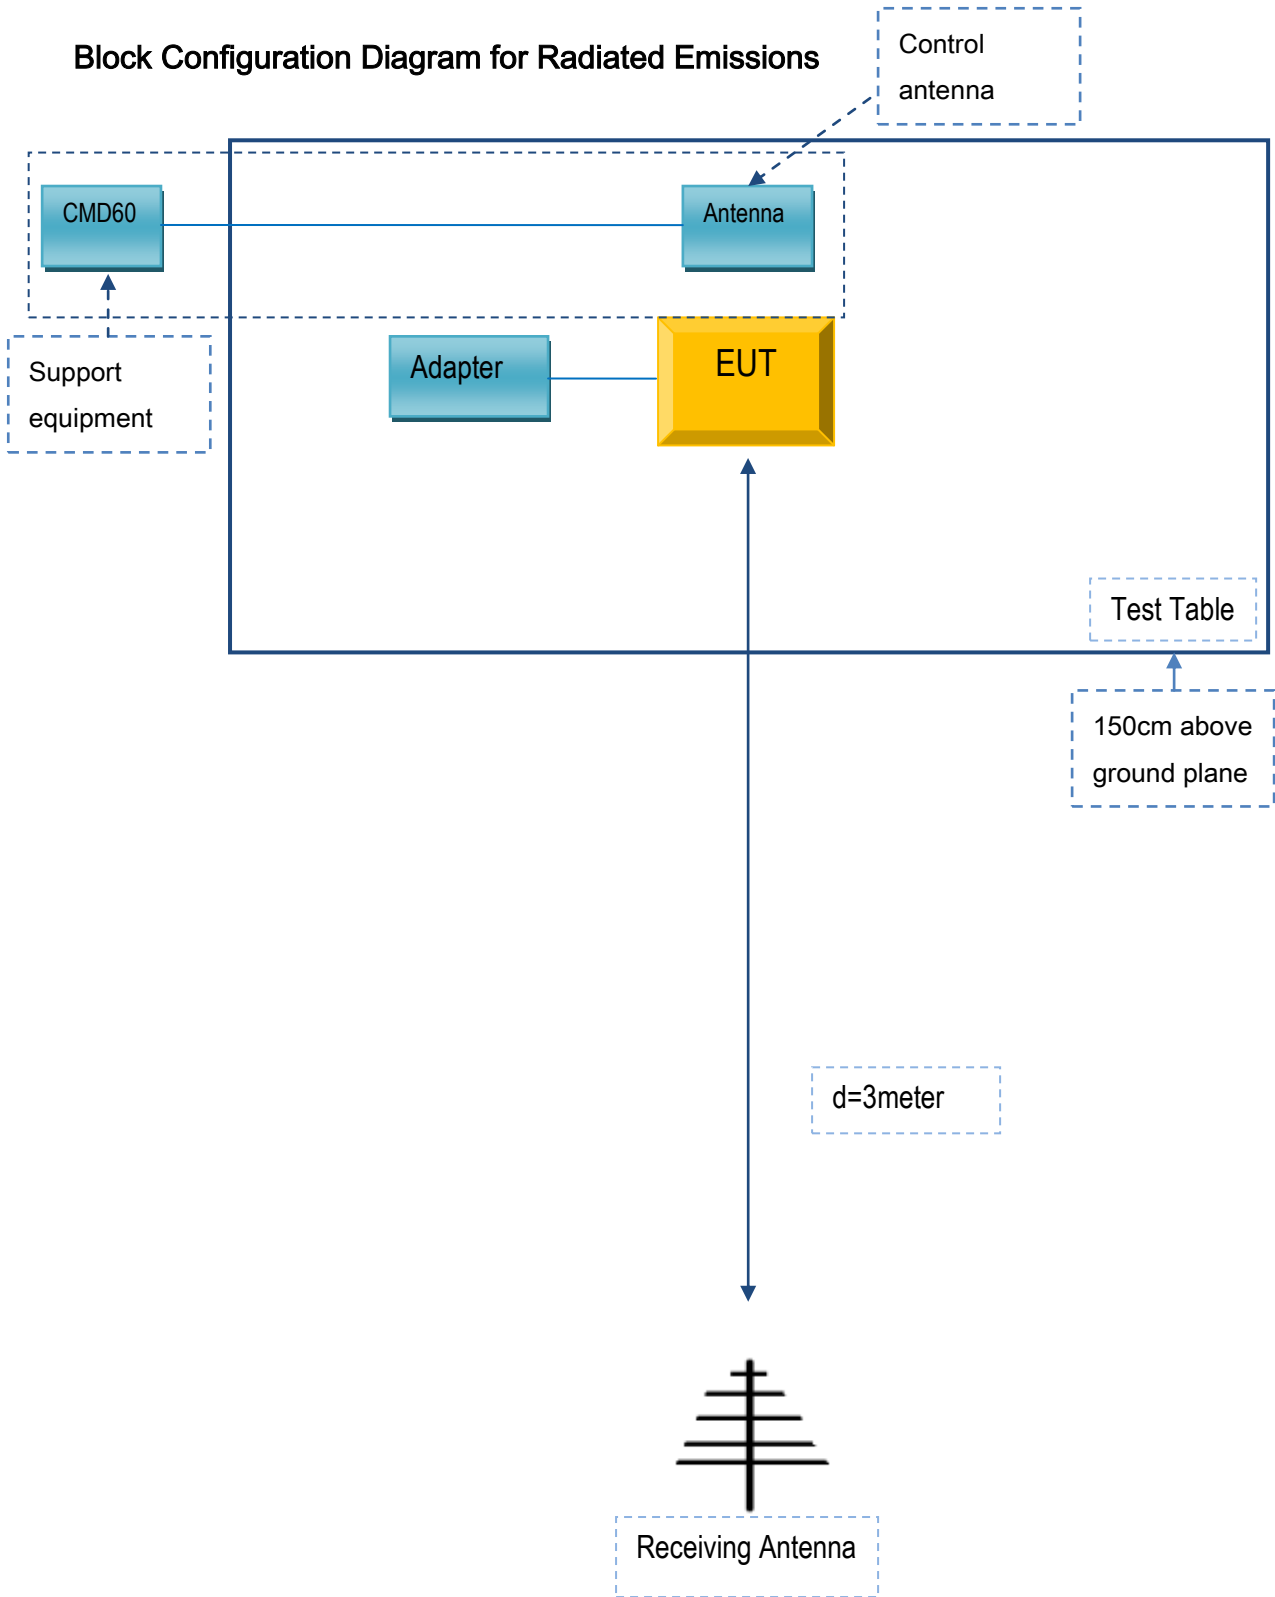 Block Configuration Diagram for Radiated Emissions
Control
antenna
CMD60
Antenna
Support
equipment
Adapter
EUT
Test Table
150cm above
ground plane
d=3meter
Receiving Antenna